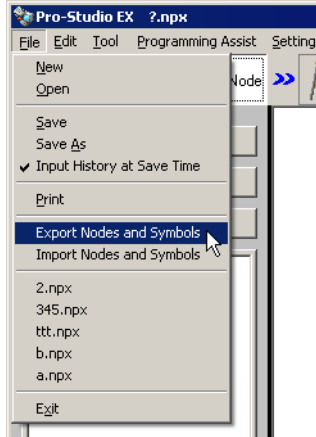 Pro-Studio EX ?.npx
File Edit Tool Programming Assist Setting
New
Node
Open
Save
Save As
Input History at Save Time
Print
Export Nodes and Symbols
Import Nodes and Symbols
2.npx
345.npx
ttt.npx
b.npx
a.npx
Exit